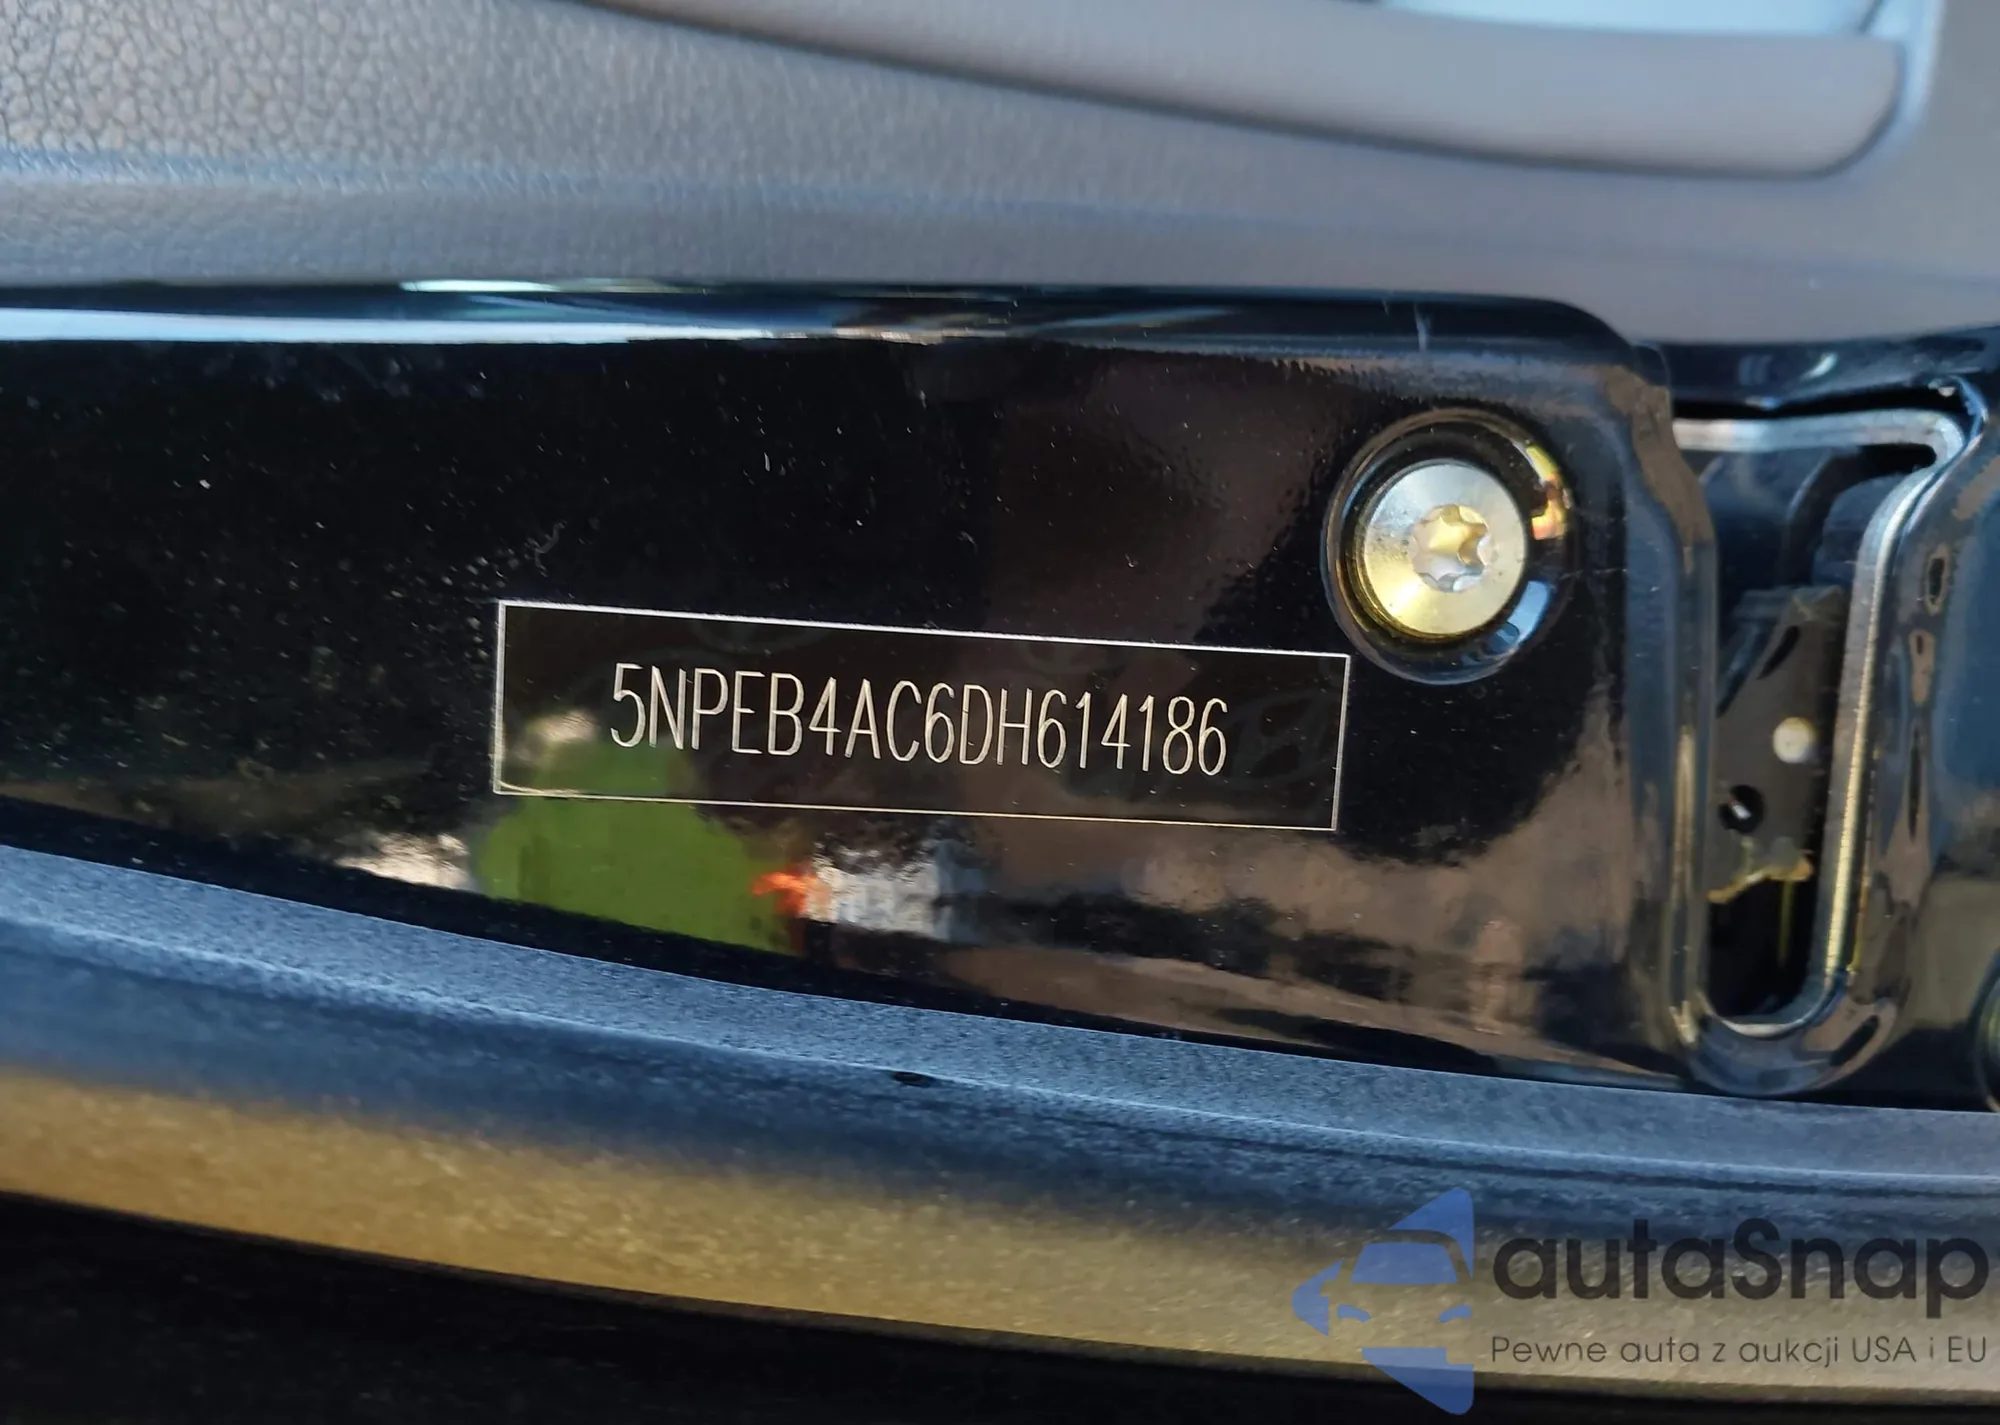 5NPEB4AC6DH614186
autaSnap
Pewne auta z aukcji USA i EU